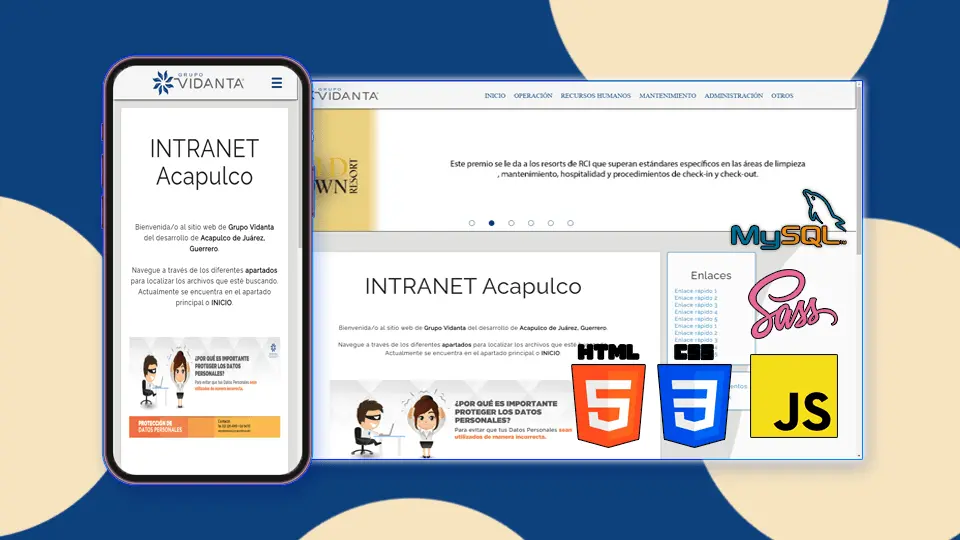 GRUPO
VIDANTA
INTRANET
Acapulco
Bienvenida/o al sitio web de Grupo Vidanta
del desarrollo de Acapulco de Juárez,
Guerrero.
Navegue a través de los diferentes apartados
para localizar los archivos que esté buscando.
Actualmente se encuentra en el apartado
principal o INICIO.
¿POR QUÉ ES IMPORTANTE
PROTEGER LOS DATOS
PERSONALES?
Para evitar que tus Datos Personales sean
utilizados de manera incorrecta.
PROTECCIÓN DE
DATOS PERSONALES
GRUPO
VIDANTA
INICIO OPERACIÓN RECURSOS HUMANOS MANTENIMIENTO ADMINISTRACIÓN OTROS
RESORT
Este premio se le da a los resorts de RCI que superan estándares específicos en las áreas de limpieza
, mantenimiento, hospitalidad y procedimientos de check-in y check-out.
MySQL
INTRANET Acapulco
Bienvenida/o al sitio web de Grupo Vidanta del desarrollo de Acapulco de Juárez, Guerrero.
Navegue a través de los diferentes apartados para localizar los archivos que esté
Actualmente se encuentra en el apartado principal o INICIO
¿POR QUÉ ES IMPORTANTE
PROTEGER LOS DATOS
PERSONALES?
Para evitar que tus Datos Personales sean
utilizados de manera incorrecta.
Enlaces
Enlace rápido 1
Enlace rápido 2
Enlace rápido 3
Enlace rápido 4
Enlace rápido 5
Enlace rápido 1
Enlace rápido 2
Enlace rápido 3
Sass
HTML
5
CSS
3
JS